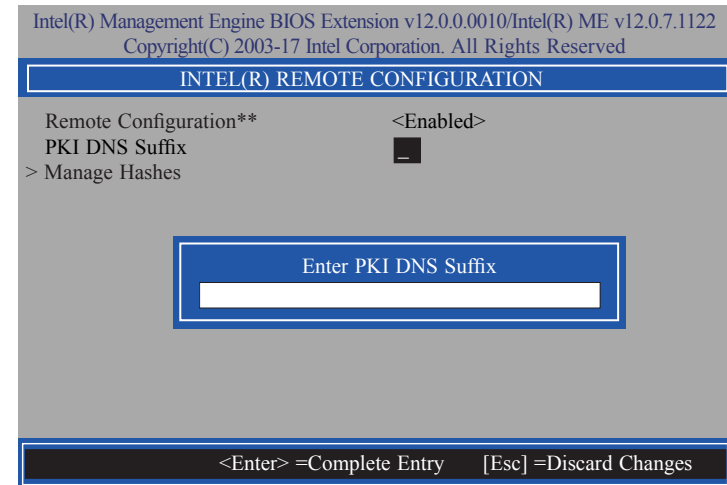 Intel(R) Management Engine BIOS Extension v12.0.0.0010/Intel(R) ME v12.0.7.1122
Copyright(C) 2003-17 Intel Corporation. All Rights Reserved
INTEL(R) REMOTE CONFIGURATION
Remote Configuration** <Enabled>
PKI DNS Suffix _
> Manage Hashes
Enter PKI DNS Suffix
<Enter> =Complete Entry [Esc] =Discard Changes